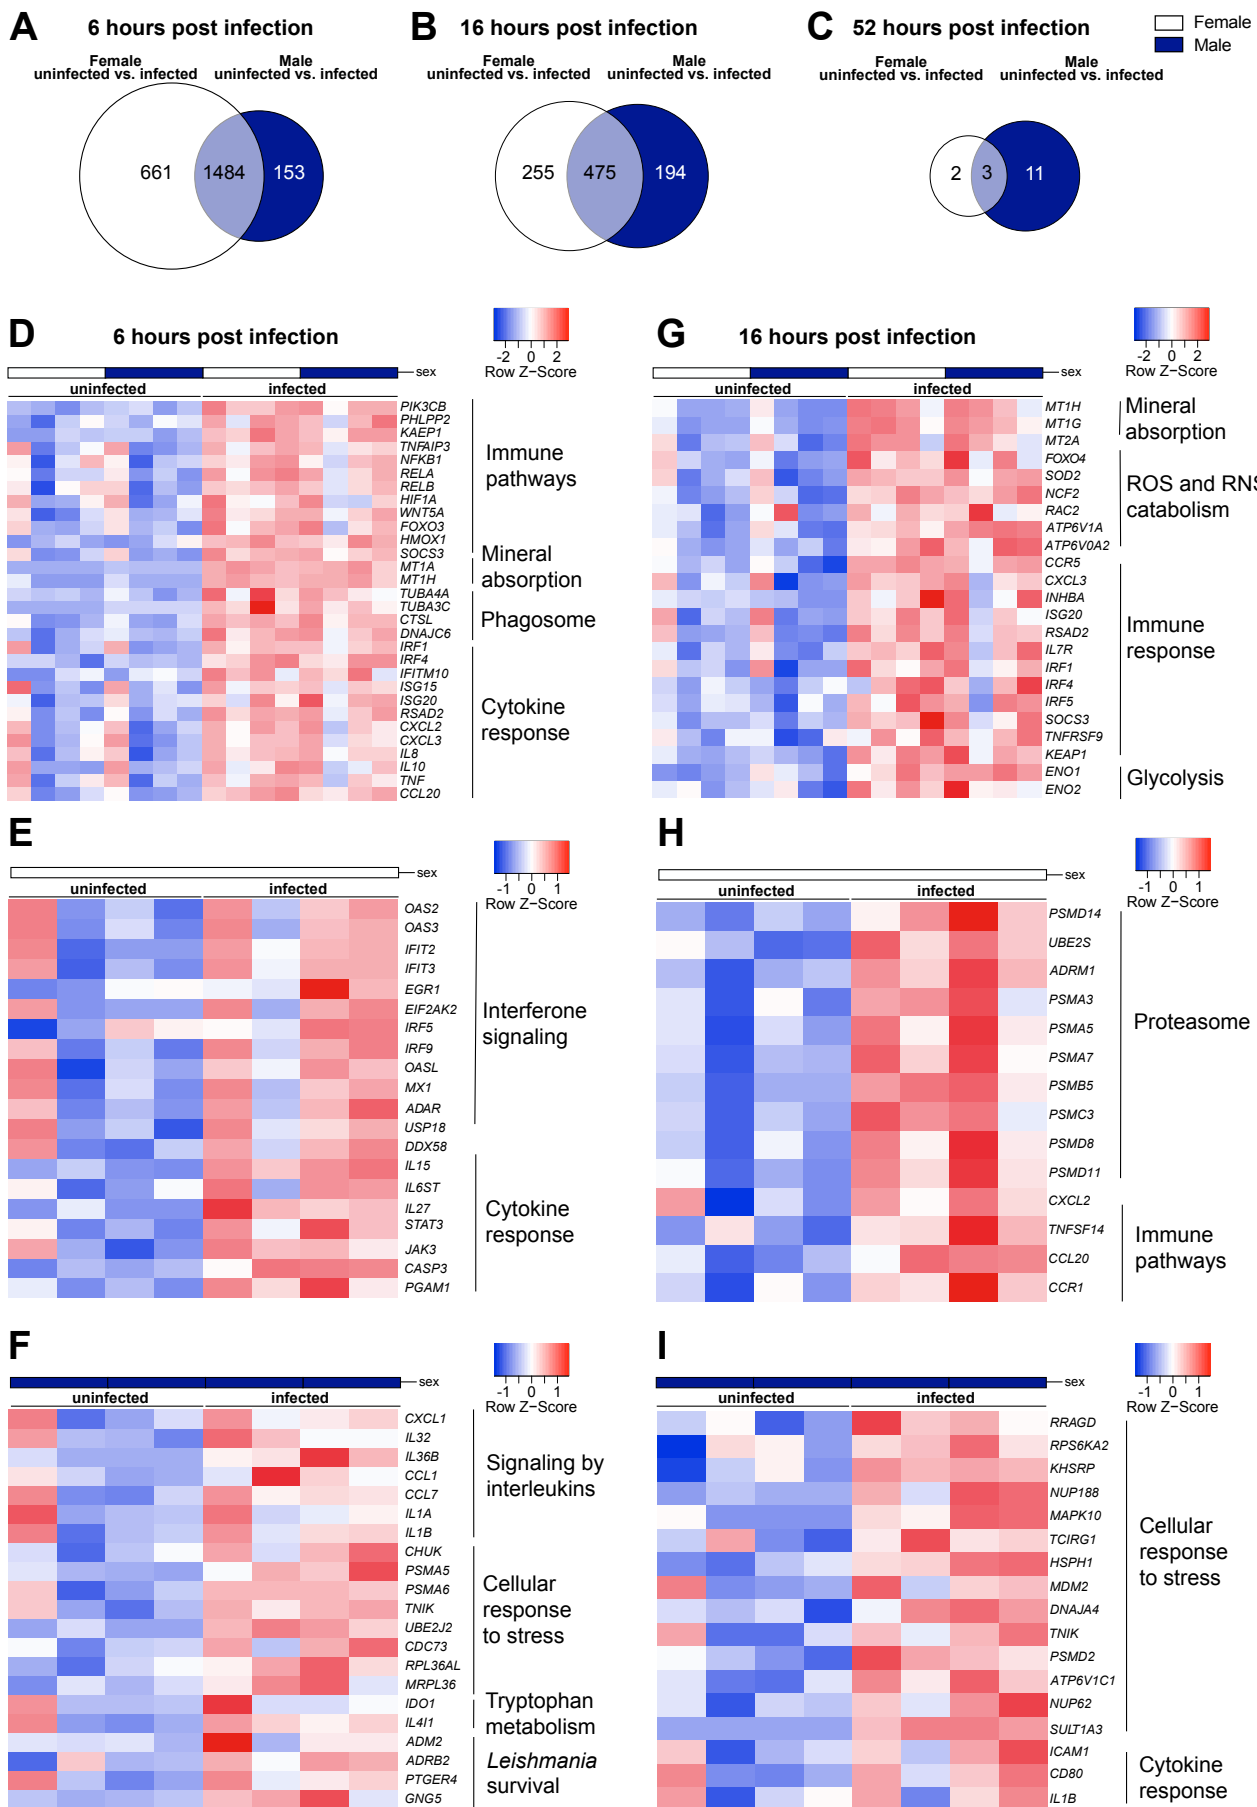 A 6 hours post infection
B 16 hours post infection
C 52 hours post infection
Female
Male
Female
uninfected vs. infected
Male
uninfected vs. infected
Female
uninfected vs. infected
Male
uninfected vs. infected
Female
uninfected vs. infected
Male
uninfected vs. infected
661 1484 153
255 475 194
2 3 11
D 6 hours post infection
-2 0 2
Row Z-Score
sex
uninfected infected
PIK3CB
PHLPP2
KAEP1
TNFAIP3
NFKB1
RELA
RELB
HIF1A
WNT5A
FOXO3
HMOX1
SOCS3
MT1A
MT1H
TUBA4A
TUBA3C
CTSL
DNAJC6
IRF1
IRF4
IFITM10
ISG15
ISG20
RSAD2
CXCL2
CXCL3
IL8
IL10
TNF
CCL20
Immune
pathways
Mineral
absorption
Phagosome
Cytokine
response
G 16 hours post infection
-2 0 2
Row Z-Score
sex
uninfected infected
MT1H
MT1G
MT2A
FOXO4
SOD2
NCF2
RAC2
ATP6V1A
ATP6V0A2
CCR5
CXCL3
INHBA
ISG20
RSAD2
IL7R
IRF1
IRF4
IRF5
SOCS3
TNFRSF9
KEAP1
ENO1
ENO2
Mineral
absorption
ROS and RNS
catabolism
Immune
response
Glycolysis
E
-1 0 1
Row Z-Score
sex
uninfected infected
OAS2
OAS3
IFIT2
IFIT3
EGR1
EIF2AK2
IRF5
IRF9
OASL
MX1
ADAR
USP18
DDX58
IL15
IL6ST
IL27
STAT3
JAK3
CASP3
PGAM1
Interferone
signaling
Cytokine
response
H
-1 0 1
Row Z-Score
sex
uninfected infected
PSMD14
UBE2S
ADRM1
PSMA3
PSMA5
PSMA7
PSMB5
PSMC3
PSMD8
PSMD11
CXCL2
TNFSF14
CCL20
CCR1
Proteasome
Immune
pathways
F
-1 0 1
Row Z-Score
sex
uninfected infected
CXCL1
IL32
IL36B
CCL1
CCL7
IL1A
IL1B
CHUK
PSMA5
PSMA6
TNIK
UBE2J2
CDC73
RPL36AL
MRPL36
IDO1
IL4I1
ADM2
ADRB2
PTGER4
GNG5
Signaling by
interleukins
Cellular
response
to stress
Tryptophan
metabolism
Leishmania
survival
I
-1 0 1
Row Z-Score
sex
uninfected infected
RRAGD
RPS6KA2
KHSRP
NUP188
MAPK10
TCIRG1
HSPH1
MDM2
DNAJA4
TNIK
PSMD2
ATP6V1C1
NUP62
SULT1A3
ICAM1
CD80
IL1B
Cellular
response
to stress
Cytokine
response